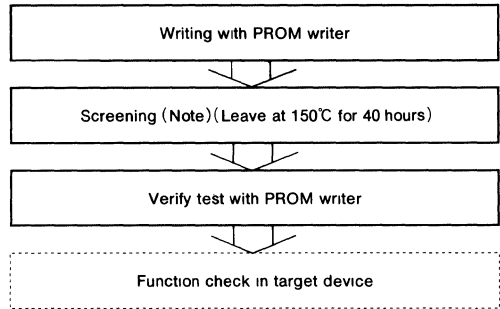 Writing with PROM writer
Screening (Note) (Leave at 150℃ for 40 hours)
Verify test with PROM writer
Function check in target device